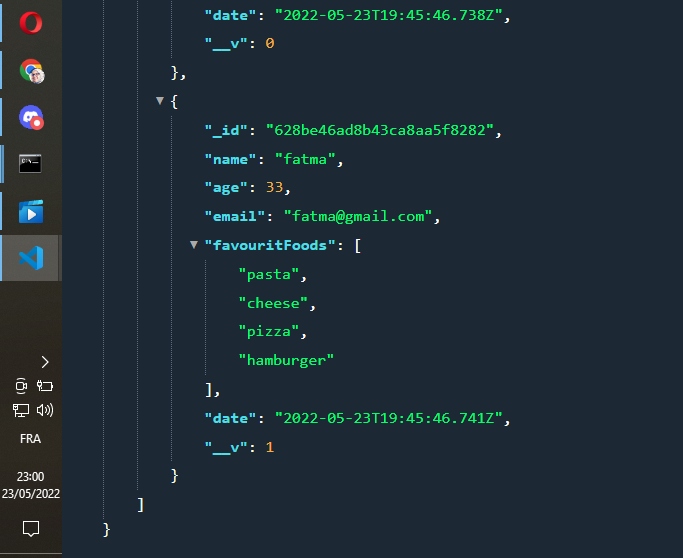 "date": "2022-05-23T19:45:46.738Z",
"__v": 0
},
{
"_id": "628be46ad8b43ca8aa5f8282",
"name": "fatma",
"age": 33,
"email": "fatma@gmail.com",
"favouritFoods": [
"pasta",
"cheese",
"pizza",
"hamburger"
],
"date": "2022-05-23T19:45:46.741Z",
"__v": 1
}
]
}
FRA
23:00
23/05/2022